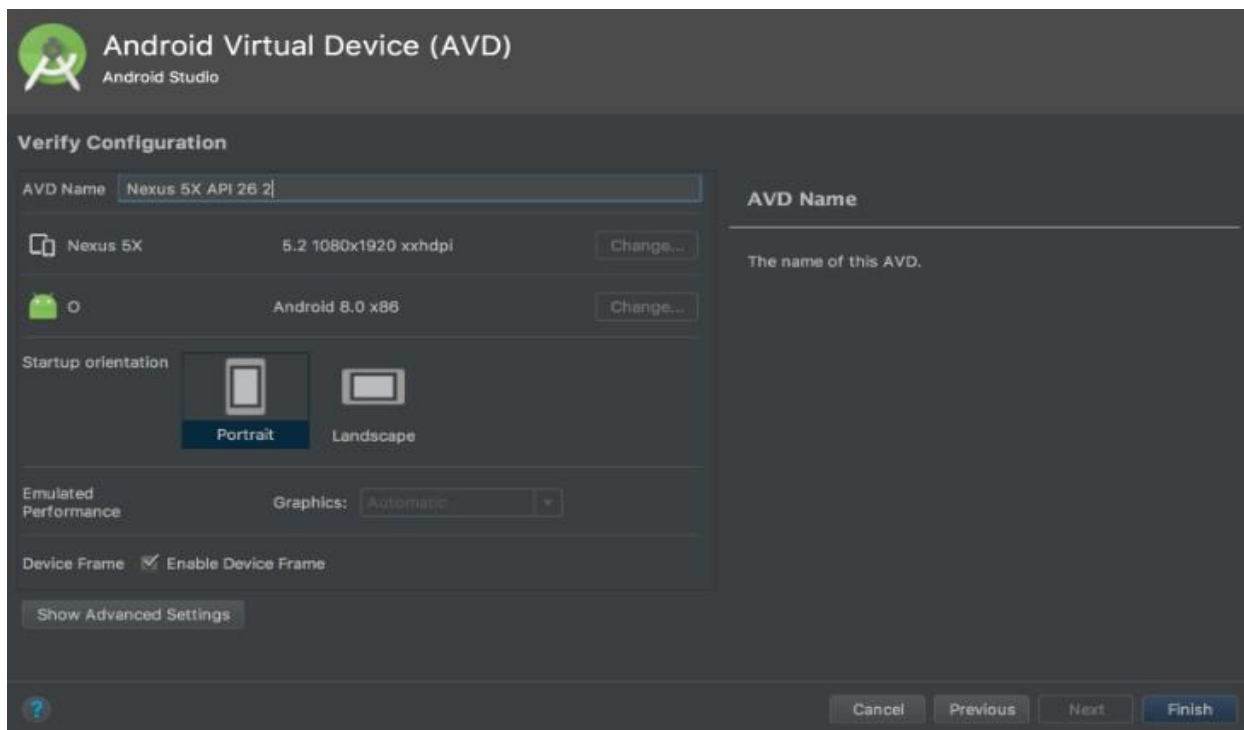 Android Virtual Device (AVD)
Android Studio
Verify Configuration
AVD Name Nexus 5X API 26 2
Nexus 5X 5.2 1080x1920 xxhdpi Change...
O Android 8.0 x86 Change...
Startup orientation
Portrait Landscape
Emulated
Performance
Graphics: Automatic
Device Frame Enable Device Frame
Show Advanced Settings
AVD Name
The name of this AVD.
? Cancel Previous Next Finish